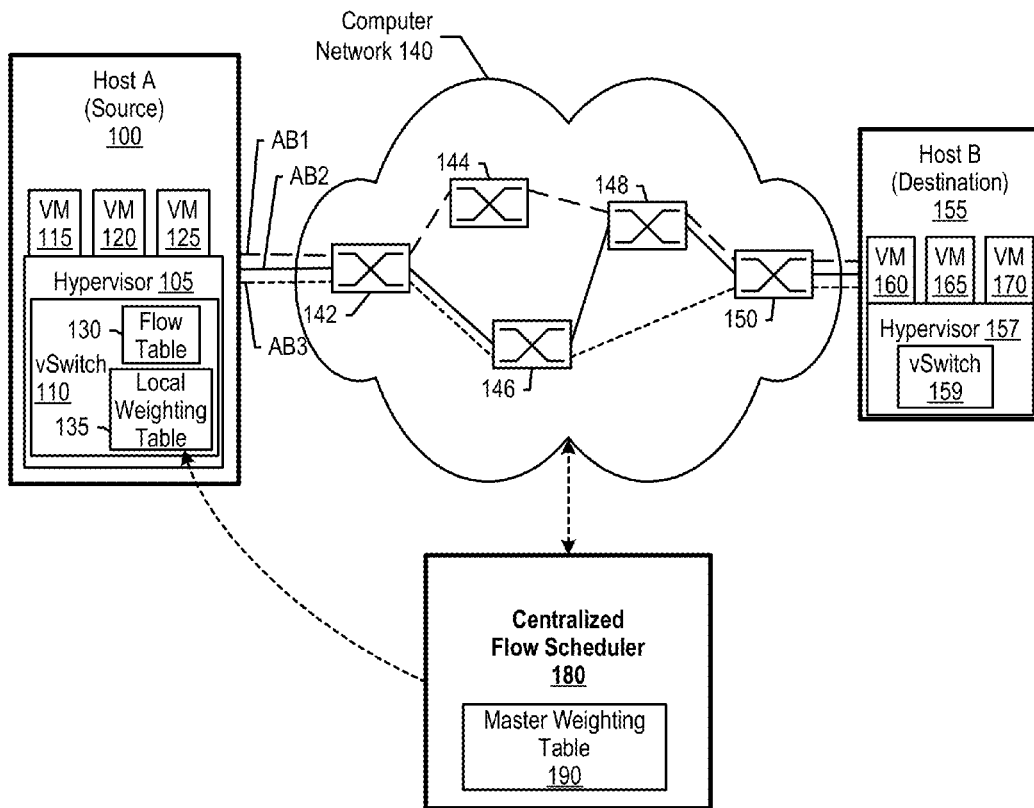 Computer
Network 140
Host A
(Source)
100
AB1
AB2
AB3
VM
115
VM
120
VM
125
Hypervisor 105
130
Flow
Table
vSwitch
110
135
Local
Weighting
Table
142
144
146
148
150
Host B
(Destination)
155
VM
160
VM
165
VM
170
Hypervisor 157
vSwitch
159
Centralized
Flow Scheduler
180
Master Weighting
Table
190